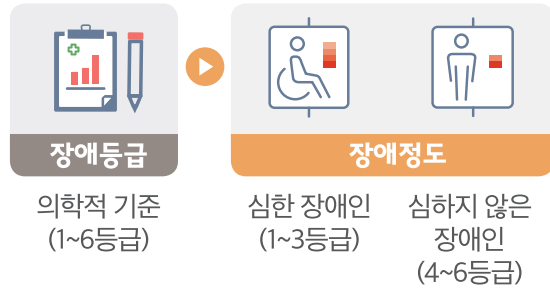 장애등급
장애정도
의학적 기준
(1~6등급)
심한 장애인
(1~3등급)
심하지 않은
장애인
(4~6등급)